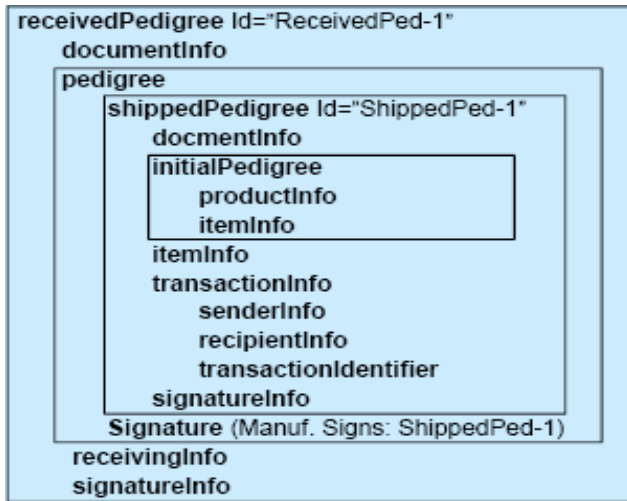 receivedPedigree Id="ReceivedPed-1"
documentInfo
pedigree
shippedPedigree Id="ShippedPed-1"
docmentInfo
initialPedigree
productInfo
itemInfo
itemInfo
transactionInfo
senderInfo
recipientInfo
transactionIdentifier
signatureInfo
Signature (Manuf. Signs: ShippedPed-1)
receivingInfo
signatureInfo